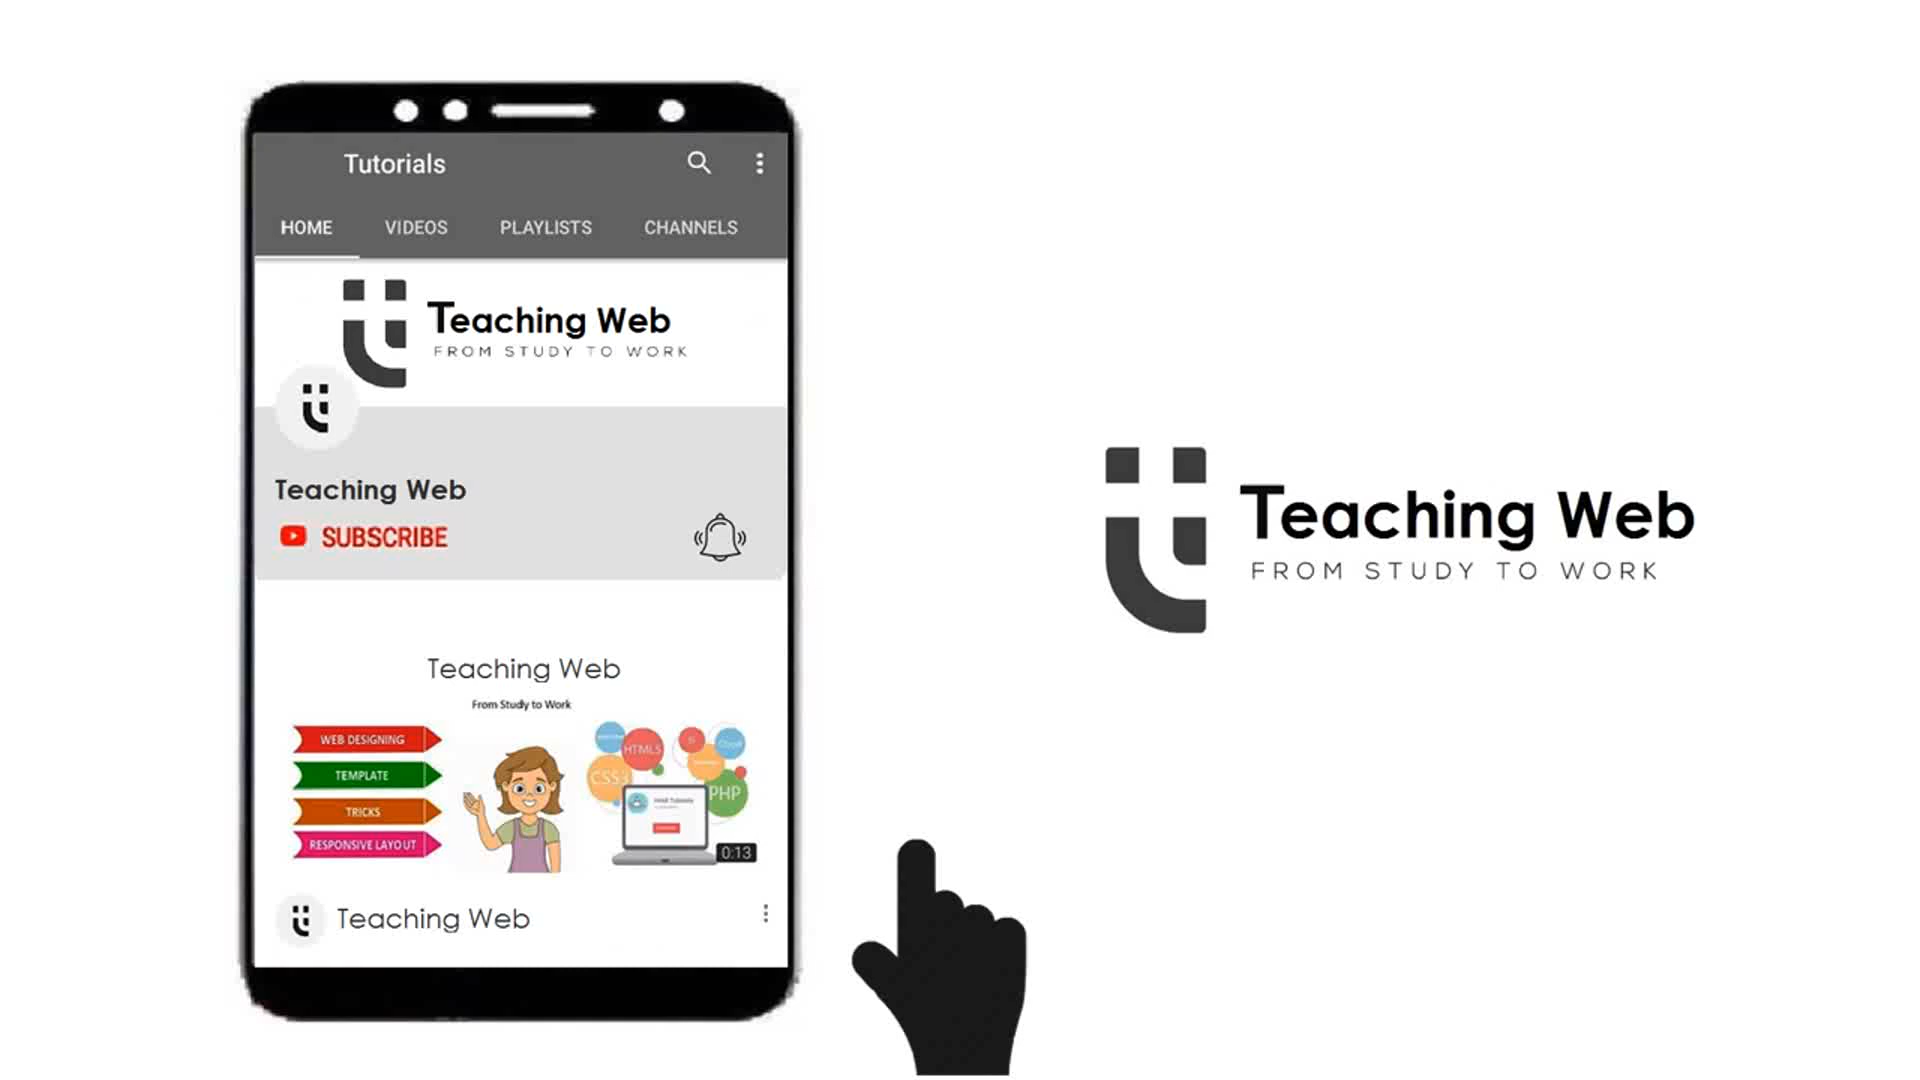 Tutorials
HOME VIDEOS PLAYLISTS CHANNELS
Teaching Web
FROM STUDY TO WORK
Teaching Web
SUBSCRIBE
Teaching Web
From Study to Work
WEB DESIGNING
TEMPLATE
TRICKS
RESPONSIVE LAYOUT
HTML5
CSS3
PHP
0:13
Teaching Web
Teaching Web
FROM STUDY TO WORK